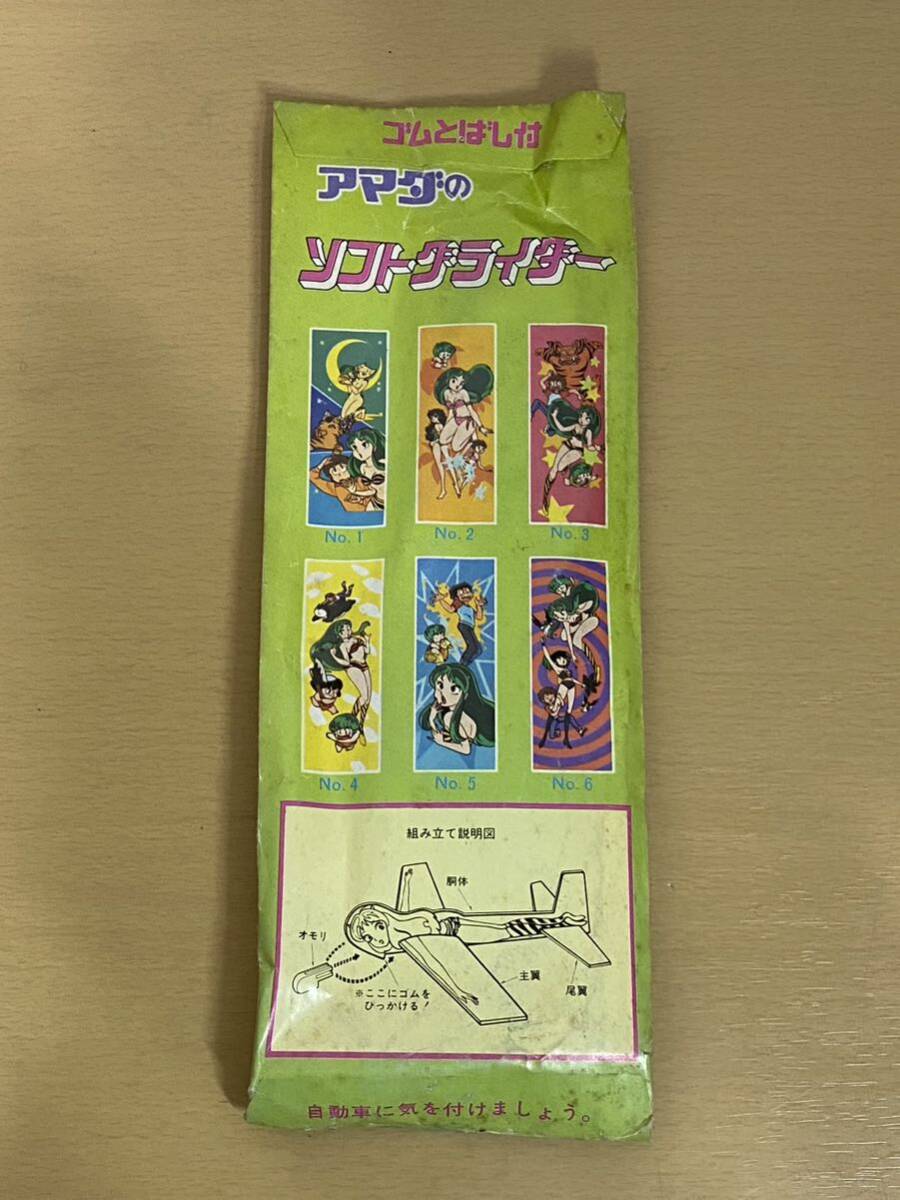 ゴムとばし付
アマダの
ソフトグライダー
No. 1
No. 2
No. 3
No. 4
No. 5
No. 6
組み立て説明図
胴体
オモリ
主翼
尾翼
※ここにゴムを
ひっかける！
自動車に気を付けましょう。